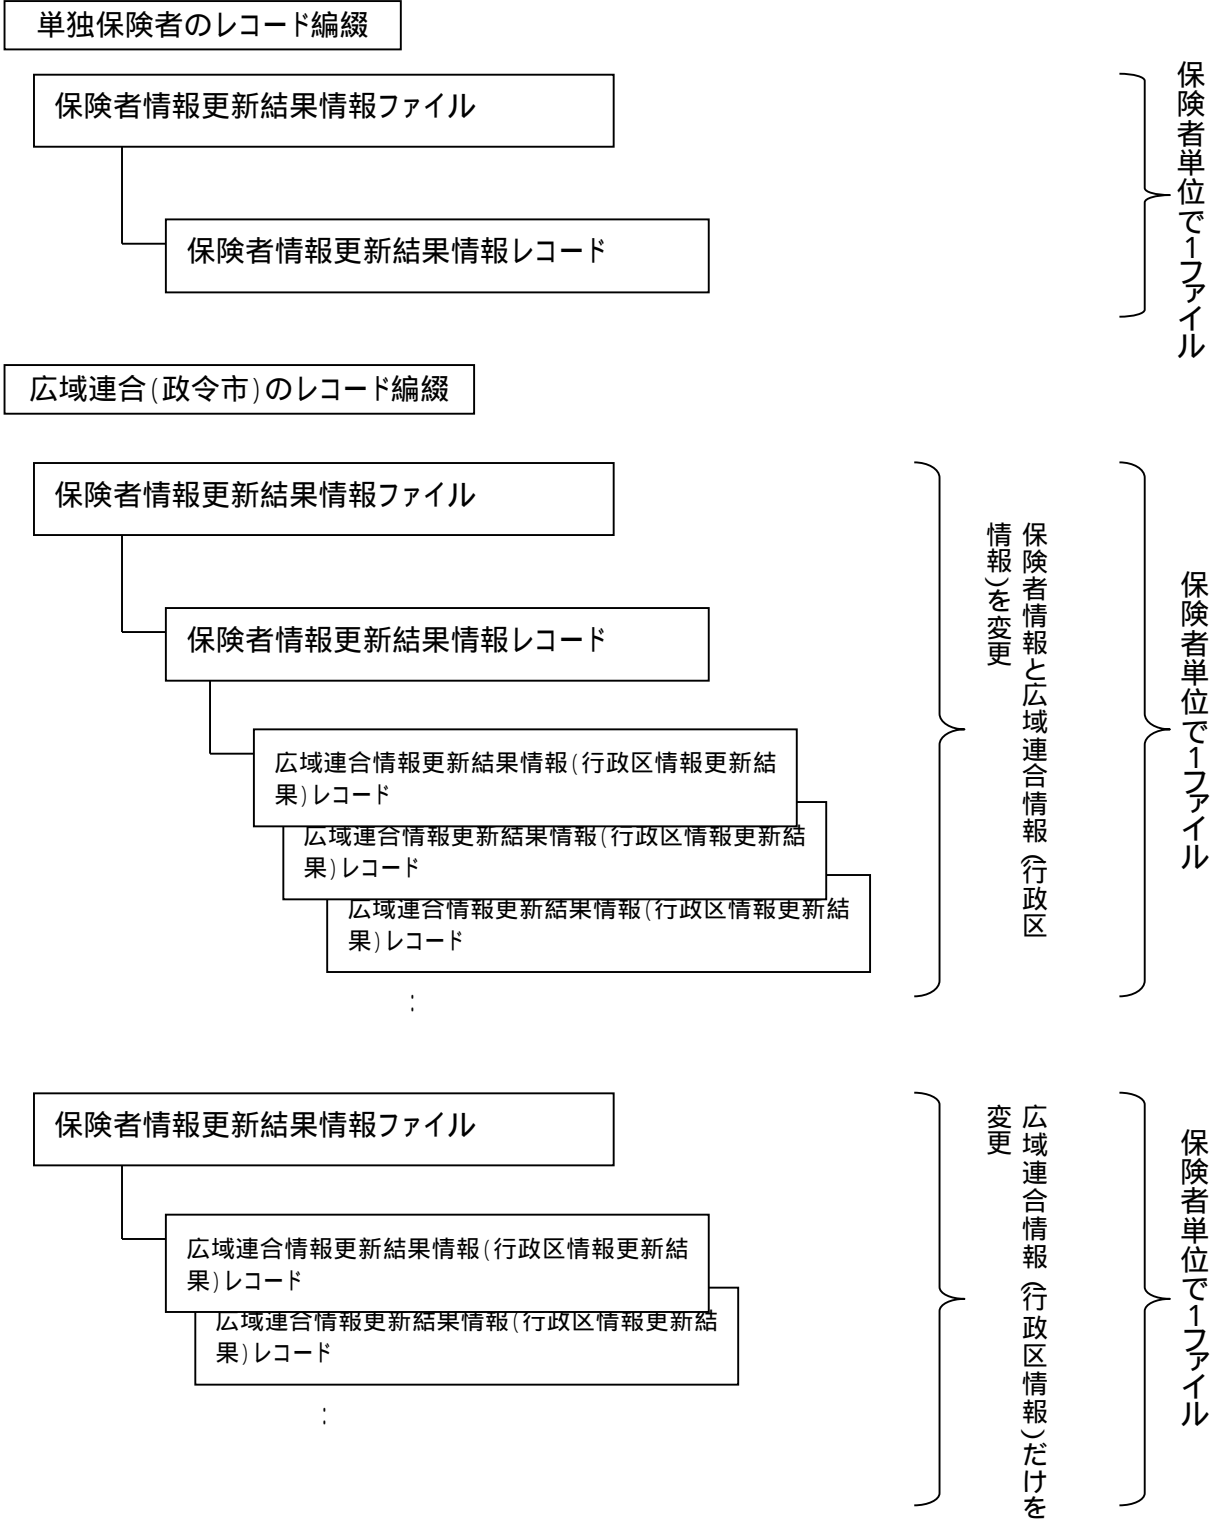 単独保険者のレコード編綴
保険者情報更新結果情報ファイル
保険者情報更新結果情報レコード
保険者単位で1ファイル
広域連合(政令市)のレコード編綴
保険者情報更新結果情報ファイル
保険者情報更新結果情報レコード
広域連合情報更新結果情報(行政区情報更新結
果)レコード
広域連合情報更新結果情報(行政区情報更新結
果)レコード
広域連合情報更新結果情報(行政区情報更新結
果)レコード
:
保険者情報と広域連合情報(行政区
情報)を変更
保険者単位で1ファイル
保険者情報更新結果情報ファイル
広域連合情報更新結果情報(行政区情報更新結
果)レコード
広域連合情報更新結果情報(行政区情報更新結
果)レコード
:
広域連合情報(行政区情報)だけを
変更
保険者単位で1ファイル